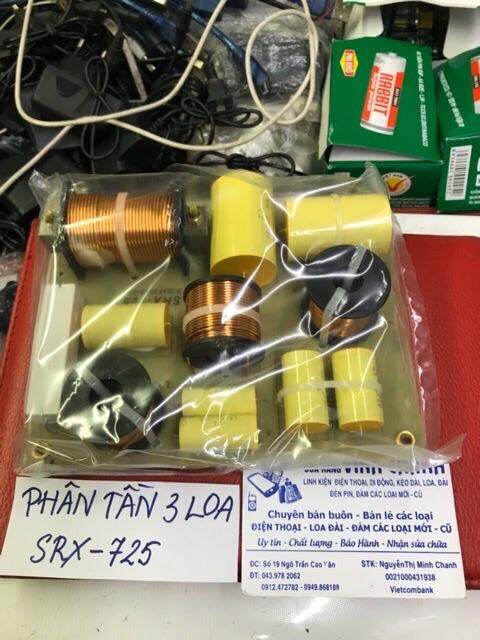 RABBIT
SRX-725
PHÂN TẦN 3 LOA
SRX-725
LINH KIỆN ĐIỆN THOẠI, DI ĐỘNG, KÉO DÀI, LOA, ĐÀI
ĐÈN PIN, ĐÀM CÁC LOẠI MỚI - CŨ
Chuyên bán buôn - Bán lẻ các loại
ĐIỆN THOẠI - LOA ĐÀI - ĐÀM CÁC LOẠI MỚI - CŨ
Uy tín - Chất lượng - Bảo Hành - Nhận sửa chữa
ĐC: Số 19 Ngõ Trần Cao Vân
STK: NguyễnThị Minh Chanh
ĐT: 043.978 2062
0021000431938
0912.472782 - 0949.868189
Vietcombank